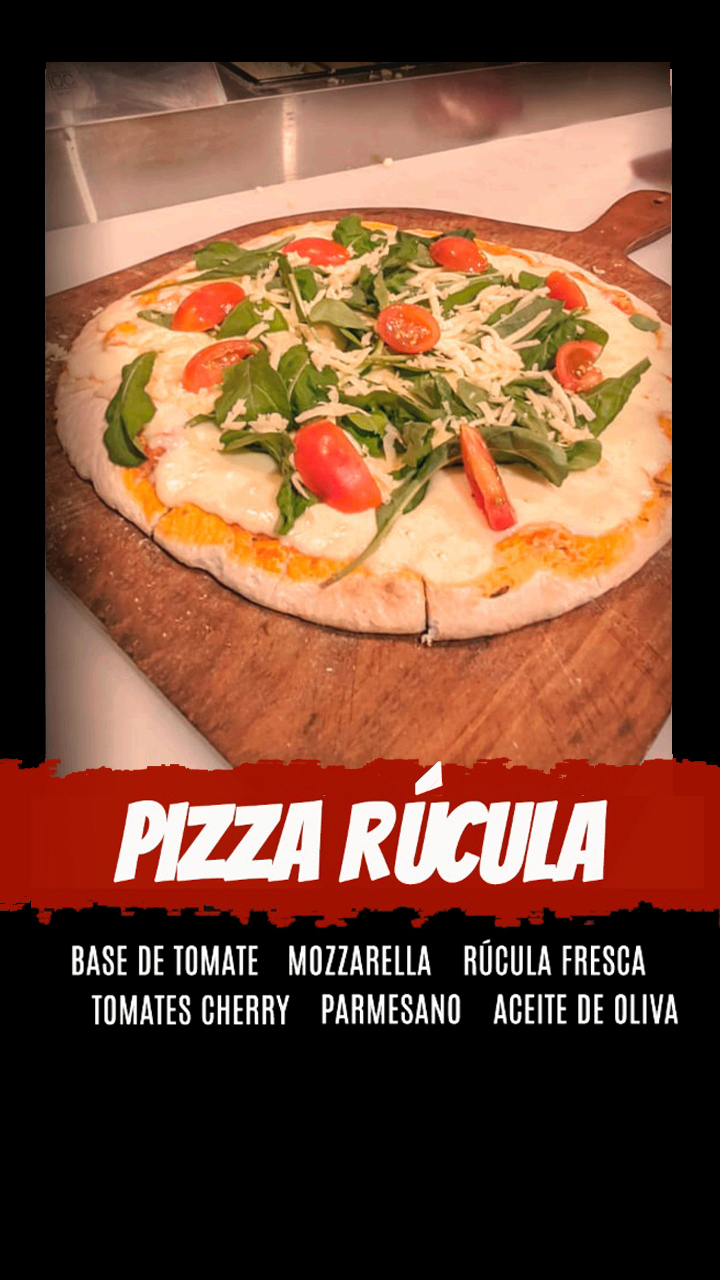 PIZZA RÚCULA
BASE DE TOMATE MOZZARELLA RÚCULA FRESCA
TOMATES CHERRY PARMESANO ACEITE DE OLIVA